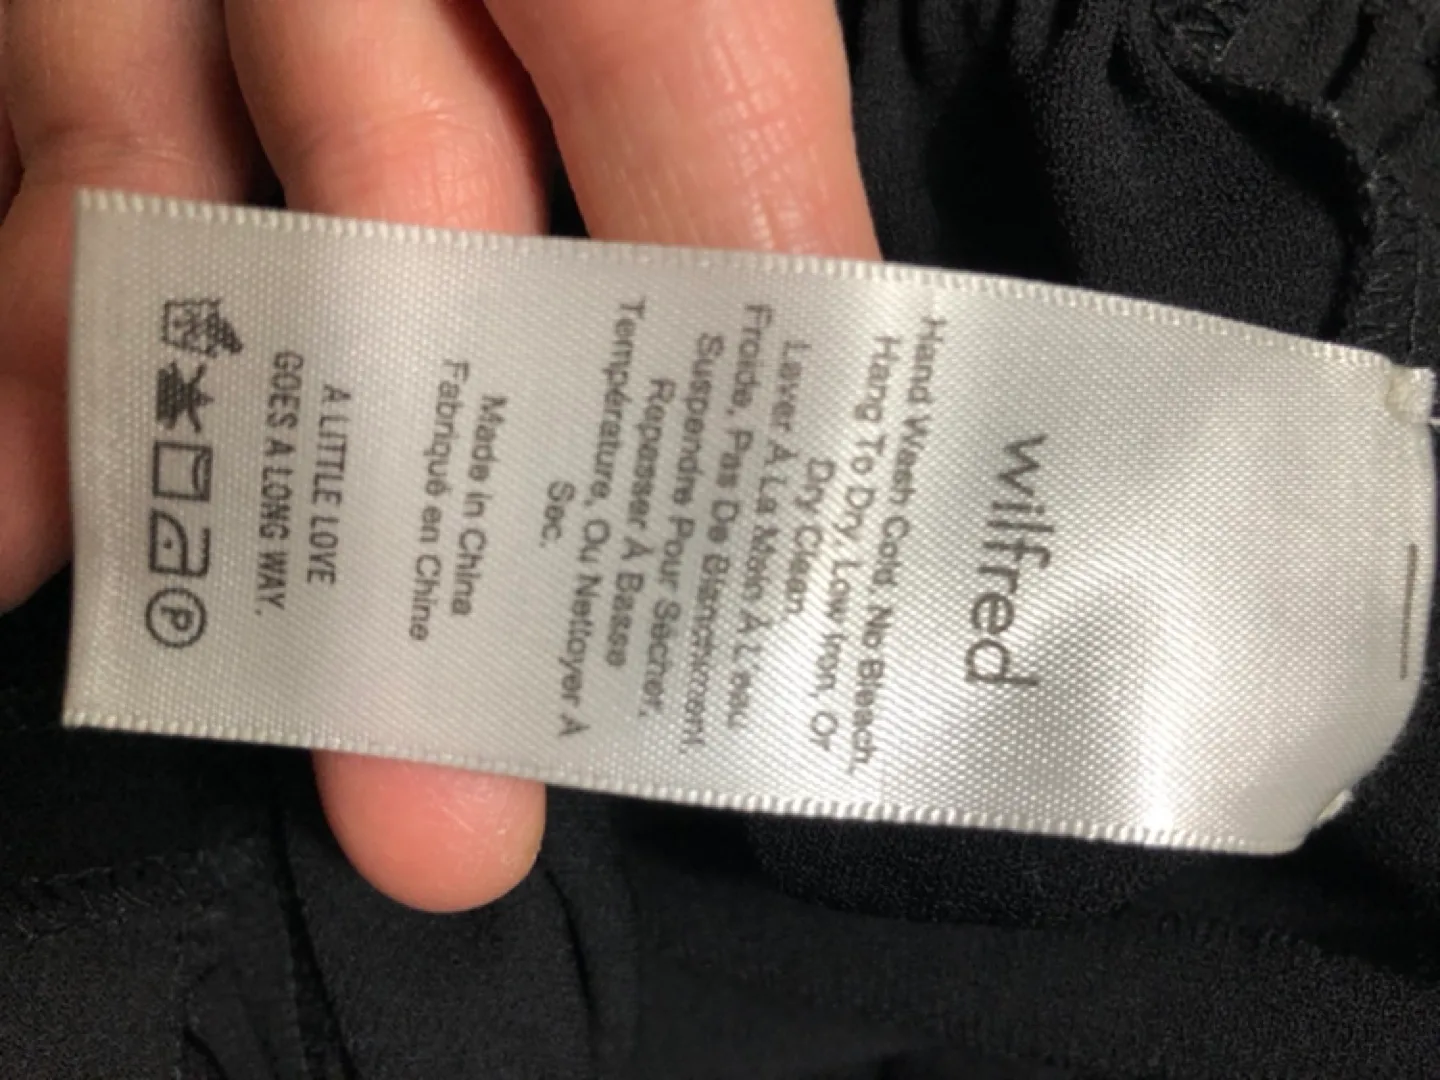 wilfred
Hand Wash Cold, No Bleach,
Hang To Dry, Low Iron, Or
Dry Clean
Laver À La Main À L'eau
Froide, Pas De Blanchiment,
Suspendre Pour Sécher,
Repasser À Basse
Température, Ou Nettoyer À
Sec.
Made in China
Fabriqué en Chine
A LITTLE LOVE
GOES A LONG WAY.
P